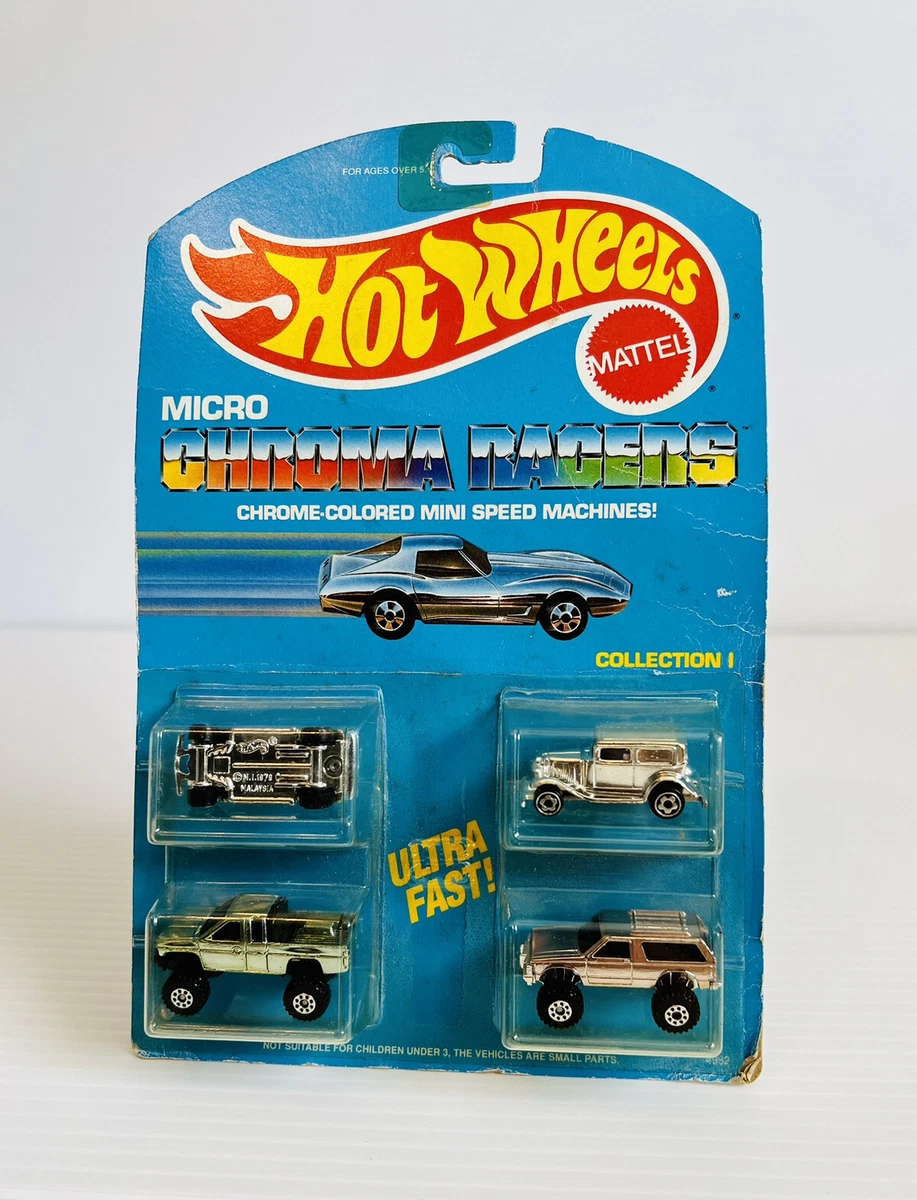 FOR AGES OVER 5.
HOT WHEELS
®
MATTEL
®
MICRO
CHROMA RACERS™
CHROME-COLORED MINI SPEED MACHINES!
COLLECTION I
© M.I. 1979
MALAYSIA
ULTRA
FAST!
NOT SUITABLE FOR CHILDREN UNDER 3, THE VEHICLES ARE SMALL PARTS.